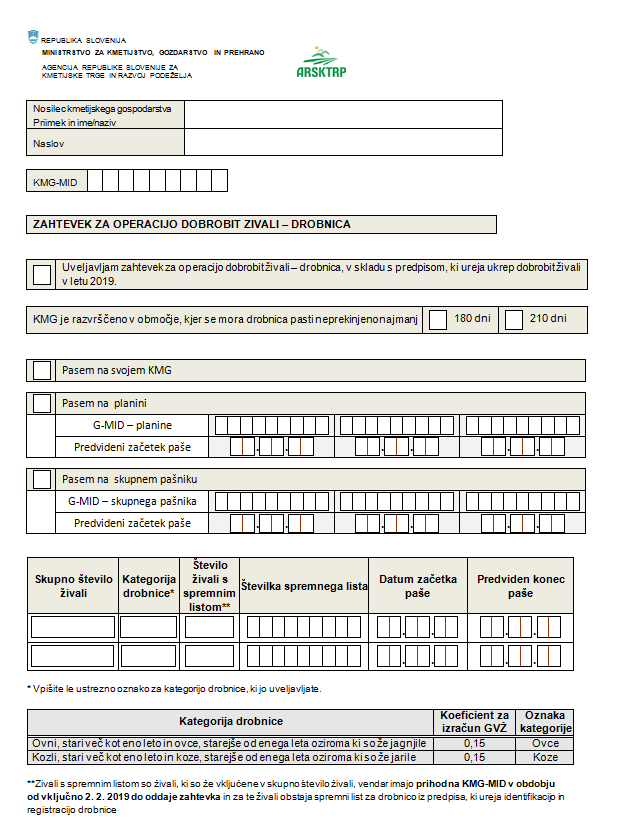 REPUBLIKA SLOVENIJA
MINISTRSTVO ZA KMETIJSTVO, GOZDARSTVO IN PREHRANO
AGENCIJA REPUBLIKE SLOVENIJE ZA
KMETIJSKE TRGE IN RAZVOJ PODEŽELJA
ARSKTRP
Nosilec kmetijskega gospodarstva
Priimek in ime/naziv
Naslov
KMG-MID
ZAHTEVEK ZA OPERACIJO DOBROBIT ZIVALI – DROBNICA
Uveljavljam zahtevek za operacijo dobrobit živali – drobnica, v skladu s predpisom, ki ureja ukrep dobrobit živali
v letu 2019.
KMG je razvrščeno v območje, kjer se mora drobnica pasti neprekinjeno najmanj 180 dni 210 dni
Pasem na svojem KMG
Pasem na planini
G-MID – planine
Predvideni začetek paše
Pasem na skupnem pašniku
G-MID – skupnega pašnika
Predvideni začetek paše
Skupno število živali Kategorija drobnice* Število živali s spremnim listom** Številka spremnega lista Datum začetka paše Predviden konec paše
* Vpišite le ustrezno oznako za kategorijo drobnice, ki jo uveljavljate.
Kategorija drobnice Koeficient za izračun GVŽ Oznaka kategorije
Ovni, stari več kot eno leto in ovce, starejše od enega leta oziroma ki so že jagnjile 0,15 Ovce
Kozli, stari več kot eno leto in koze, starejše od enega leta oziroma ki so že jarile 0,15 Koze
**Zivali s spremnim listom so živali, ki so že vključene v skupno število živali, vendar imajo prihod na KMG-MID v obdobju
od vključno 2. 2. 2019 do oddaje zahtevka in za te živali obstaja spremni list za drobnico iz predpisa, ki ureja identifikacijo in
registracijo drobnice